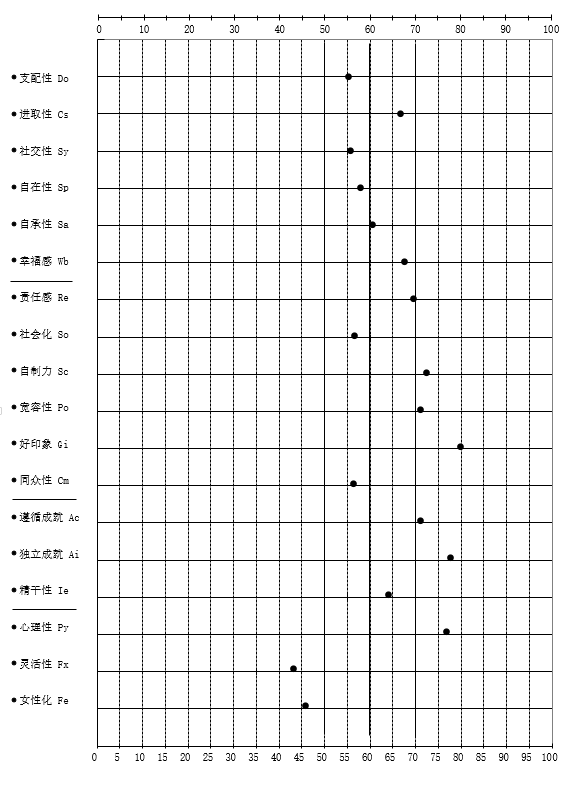 0 10 20 30 40 50 60 70 80 90 100
● 支配性 Do
● 进取性 Cs
● 社交性 Sy
● 自在性 Sp
● 自承性 Sa
● 幸福感 Wb
● 责任感 Re
● 社会化 So
● 自制力 Sc
● 宽容性 Po
● 好印象 Gi
● 同众性 Cm
● 遵循成就 Ac
● 独立成就 Ai
● 精干性 Ie
● 心理性 Py
● 灵活性 Fx
● 女性化 Fe
0 5 10 15 20 25 30 35 40 45 50 55 60 65 70 75 80 85 90 95 100